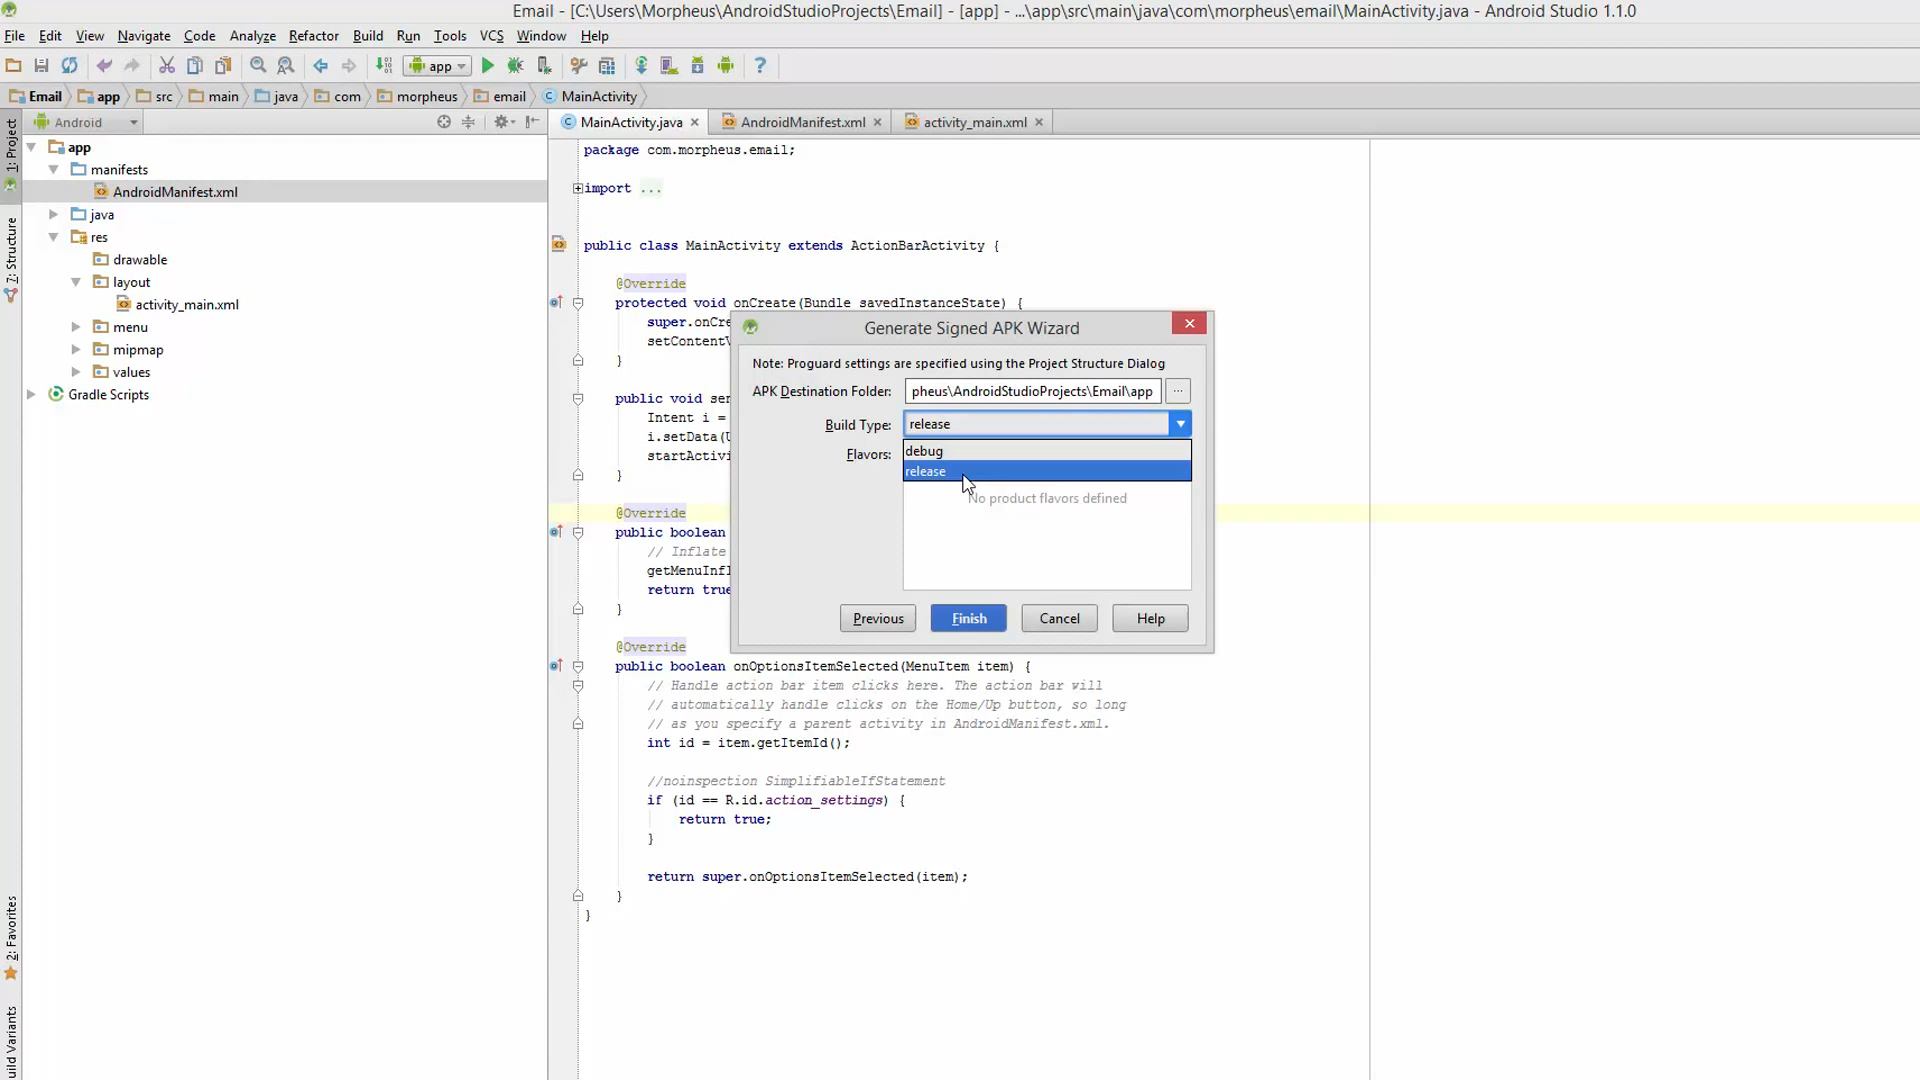 Email - [C:\Users\Morpheus\AndroidStudioProjects\Email] - [app] - ...\app\src\main\java\com\morpheus\email\MainActivity.java - Android Studio 1.1.0
File Edit View Navigate Code Analyze Refactor Build Run Tools VCS Window Help
app
Email app src main java com morpheus email MainActivity
Android
MainActivity.java AndroidManifest.xml activity_main.xml
1: Project
7: Structure
2: Favorites
uild Variants
app
manifests
AndroidManifest.xml
java
res
drawable
layout
activity_main.xml
menu
mipmap
values
Gradle Scripts
package com.morpheus.email;
import ...
public class MainActivity extends ActionBarActivity {
@Override
protected void onCreate(Bundle savedInstanceState) {
super.onCre
setContentV
}
public void sen
Intent i =
i.setData(U
startActivi
}
@Override
public boolean
// Inflate
getMenuInfl
return true
}
@Override
public boolean onOptionsItemSelected(MenuItem item) {
// Handle action bar item clicks here. The action bar will
// automatically handle clicks on the Home/Up button, so long
// as you specify a parent activity in AndroidManifest.xml.
int id = item.getItemId();
//noinspection SimplifiableIfStatement
if (id == R.id.action_settings) {
return true;
}
return super.onOptionsItemSelected(item);
}
}
Generate Signed APK Wizard
Note: Proguard settings are specified using the Project Structure Dialog
APK Destination Folder: pheus\AndroidStudioProjects\Email\app ...
Build Type: release
debug
Flavors:
release
No product flavors defined
Previous Finish Cancel Help